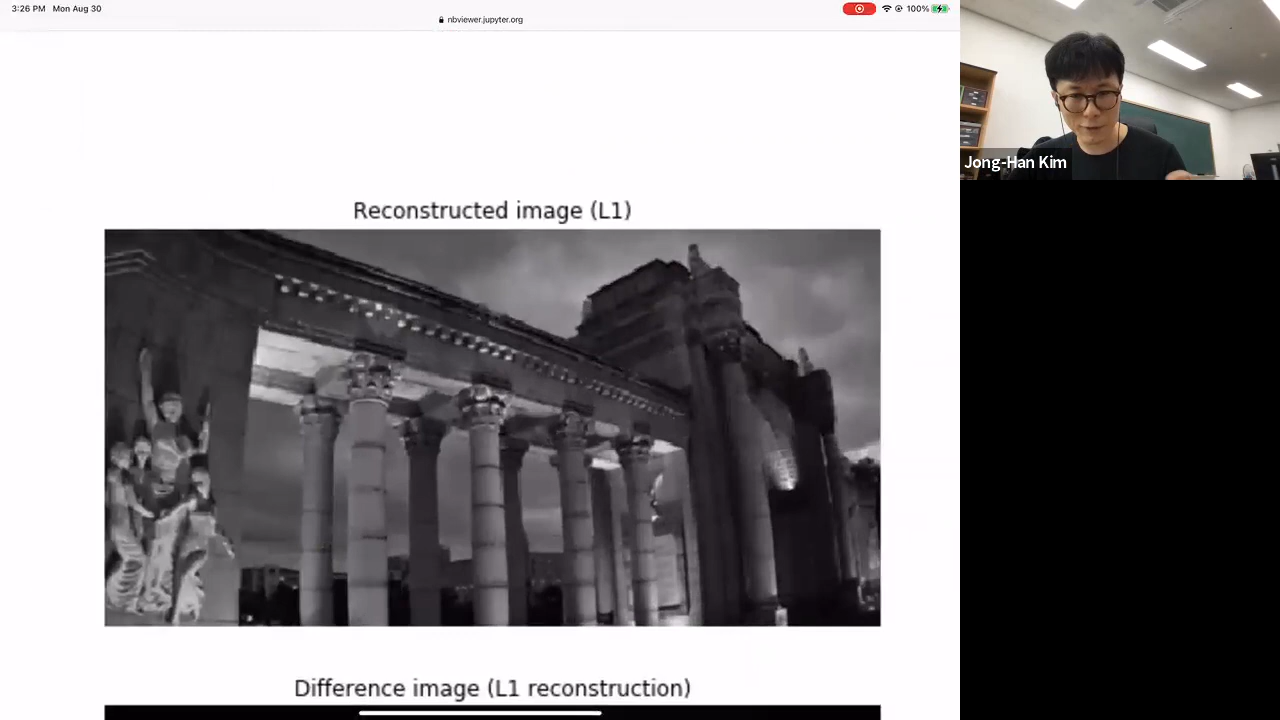 3:26 PM Mon Aug 30
100%
nbviewer.jupyter.org
Jong-Han Kim
Reconstructed image (L1)
Difference image (L1 reconstruction)